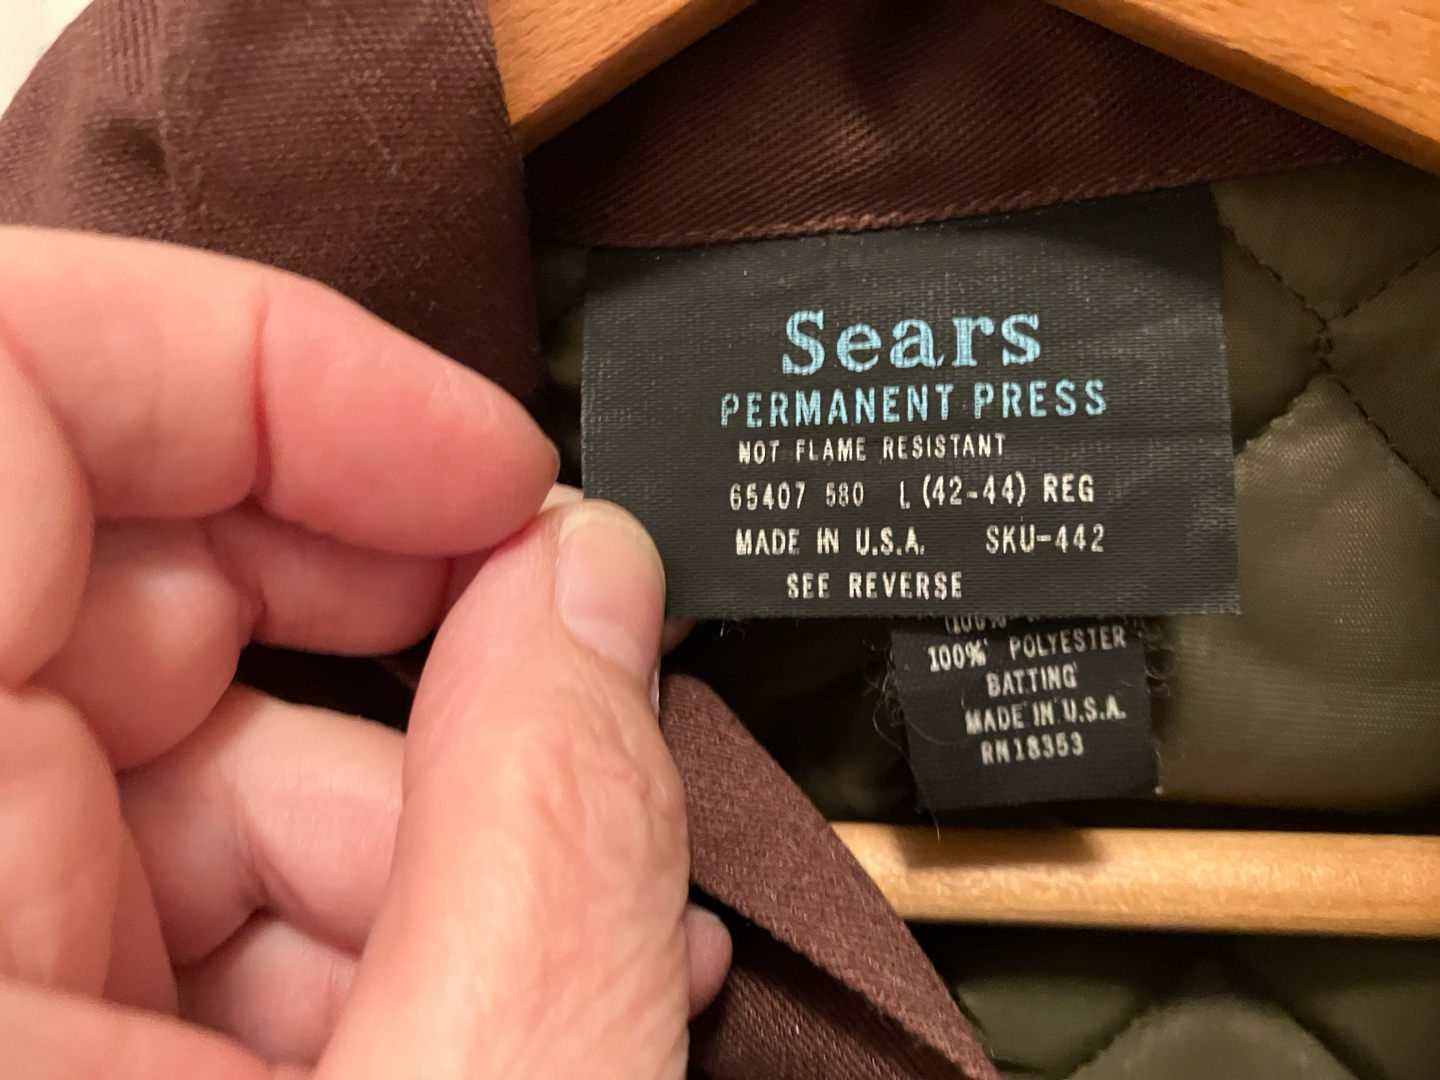 Sears
PERMANENT PRESS
NOT FLAME RESISTANT
65407 580 L (42-44) REG
MADE IN U.S.A. SKU-442
SEE REVERSE
100% POLYESTER
BATTING
MADE IN U.S.A.
RN18353